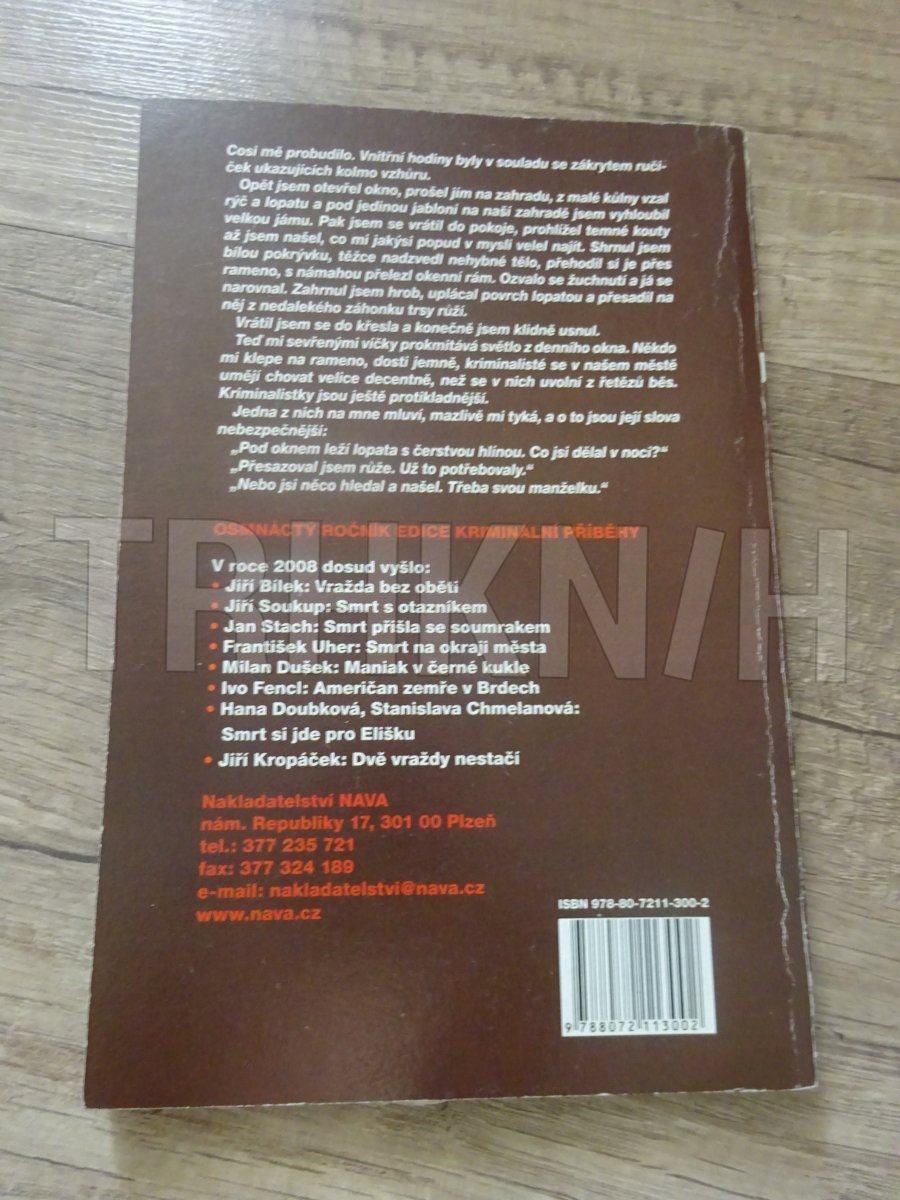 Cosi mě probudilo. Vnitřní hodiny byly v souladu se zákrytem ruči-
ček ukazujících kolmo vzhůru.
Opět jsem otevřel okno, prošel jím na zahradu, z malé kůlny vzal
rýč a lopatu a pod jedinou jabloní na naší zahradě jsem vyhloubil
velkou jámu. Pak jsem se vrátil do pokoje, prohlížel temné kouty
až jsem našel, co mi jakýsi popud v mysli velel najít. Shrnul jsem
bílou pokrývku, těžce nadzvedl nehybné tělo, přehodil si je přes
rameno, s námahou přelezl okenní rám. Ozvalo se žuchnutí a já se
narovnal. Zahrnul jsem hrob, uplácal povrch lopatou a přesadil na
něj z nedalekého záhonku trsy růží.
Vrátil jsem se do křesla a konečně jsem klidně usnul.
Teď mi sevřenými víčky prokmitává světlo z denního okna. Někdo
mi klepe na rameno, dosti jemně, kriminalisté se v našem městě
umějí chovat velice decentně, než se v nich uvolní z řetězů běs.
Kriminalistky jsou ještě protikladnější.
Jedna z nich na mne mluví, mazlivě mi tyká, a o to jsou její slova
nebezpečnější:
„Pod oknem leží lopata s čerstvou hlínou. Co jsi dělal v noci?“
„Přesazoval jsem růže. Už to potřebovaly.“
„Nebo jsi něco hledal a našel. Třeba svou manželku.“
OSMNÁCTÝ ROČNÍK EDICE KRIMINÁLNÍ PŘÍBĚHY
V roce 2008 dosud vyšlo:
• Jiří Bílek: Vražda bez oběti
• Jiří Soukup: Smrt s otazníkem
• Jan Stach: Smrt přišla se soumrakem
• František Uher: Smrt na okraji města
• Milan Dušek: Maniak v černé kukle
• Ivo Fencl: Američan zemře v Brdech
• Hana Doubková, Stanislava Chmelanová:
Smrt si jde pro Elišku
• Jiří Kropáček: Dvě vraždy nestačí
Nakladatelství NAVA
nám. Republiky 17, 301 00 Plzeň
tel.: 377 235 721
fax: 377 324 189
e-mail: nakladatelstvi@nava.cz
www.nava.cz
ISBN 978-80-7211-300-2
9 788072 113002
TRHKNIH